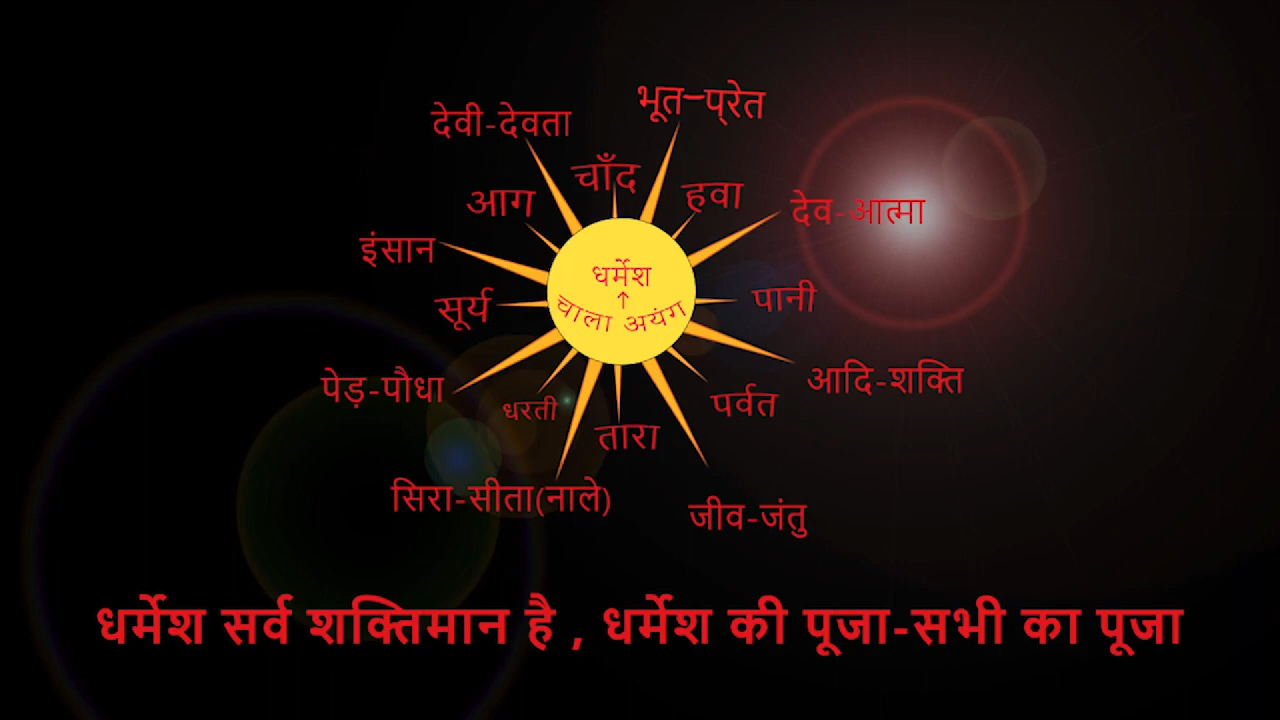 भूत-प्रेत
देवी-देवता
चाँद
हवा
आग
देव-आत्मा
इंसान
धर्मेश
↑
चाला अयंग
पानी
सूर्य
आदि-शक्ति
पेड़-पौधा
पर्वत
धरती
तारा
सिरा-सीता(नाले)
जीव-जंतु
धर्मेश सर्व शक्तिमान है , धर्मेश की पूजा-सभी का पूजा